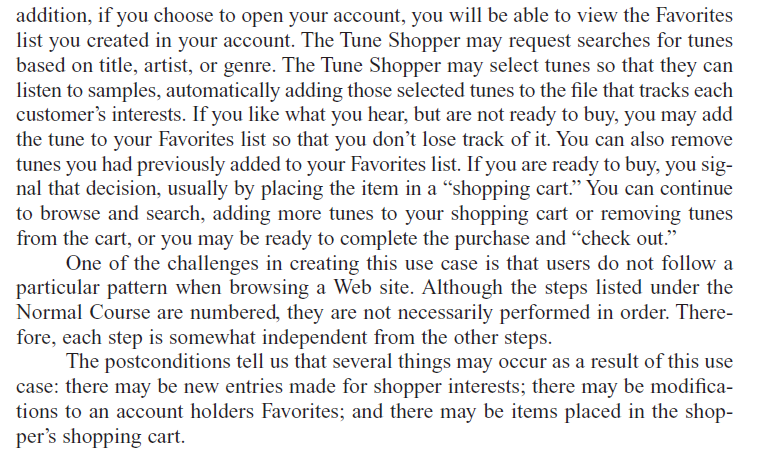 addition, if you choose to open your account, you will be able to view the Favorites
list you created in your account. The Tune Shopper may request searches for tunes
based on title, artist, or genre. The Tune Shopper may select tunes so that they can
listen to samples, automatically adding those selected tunes to the file that tracks each
customer’s interests. If you like what you hear, but are not ready to buy, you may add
the tune to your Favorites list so that you don’t lose track of it. You can also remove
tunes you had previously added to your Favorites list. If you are ready to buy, you sig-
nal that decision, usually by placing the item in a “shopping cart.” You can continue
to browse and search, adding more tunes to your shopping cart or removing tunes
from the cart, or you may be ready to complete the purchase and “check out.”
One of the challenges in creating this use case is that users do not follow a
particular pattern when browsing a Web site. Although the steps listed under the
Normal Course are numbered, they are not necessarily performed in order. There-
fore, each step is somewhat independent from the other steps.
The postconditions tell us that several things may occur as a result of this use
case: there may be new entries made for shopper interests; there may be modifica-
tions to an account holders Favorites; and there may be items placed in the shop-
per’s shopping cart.